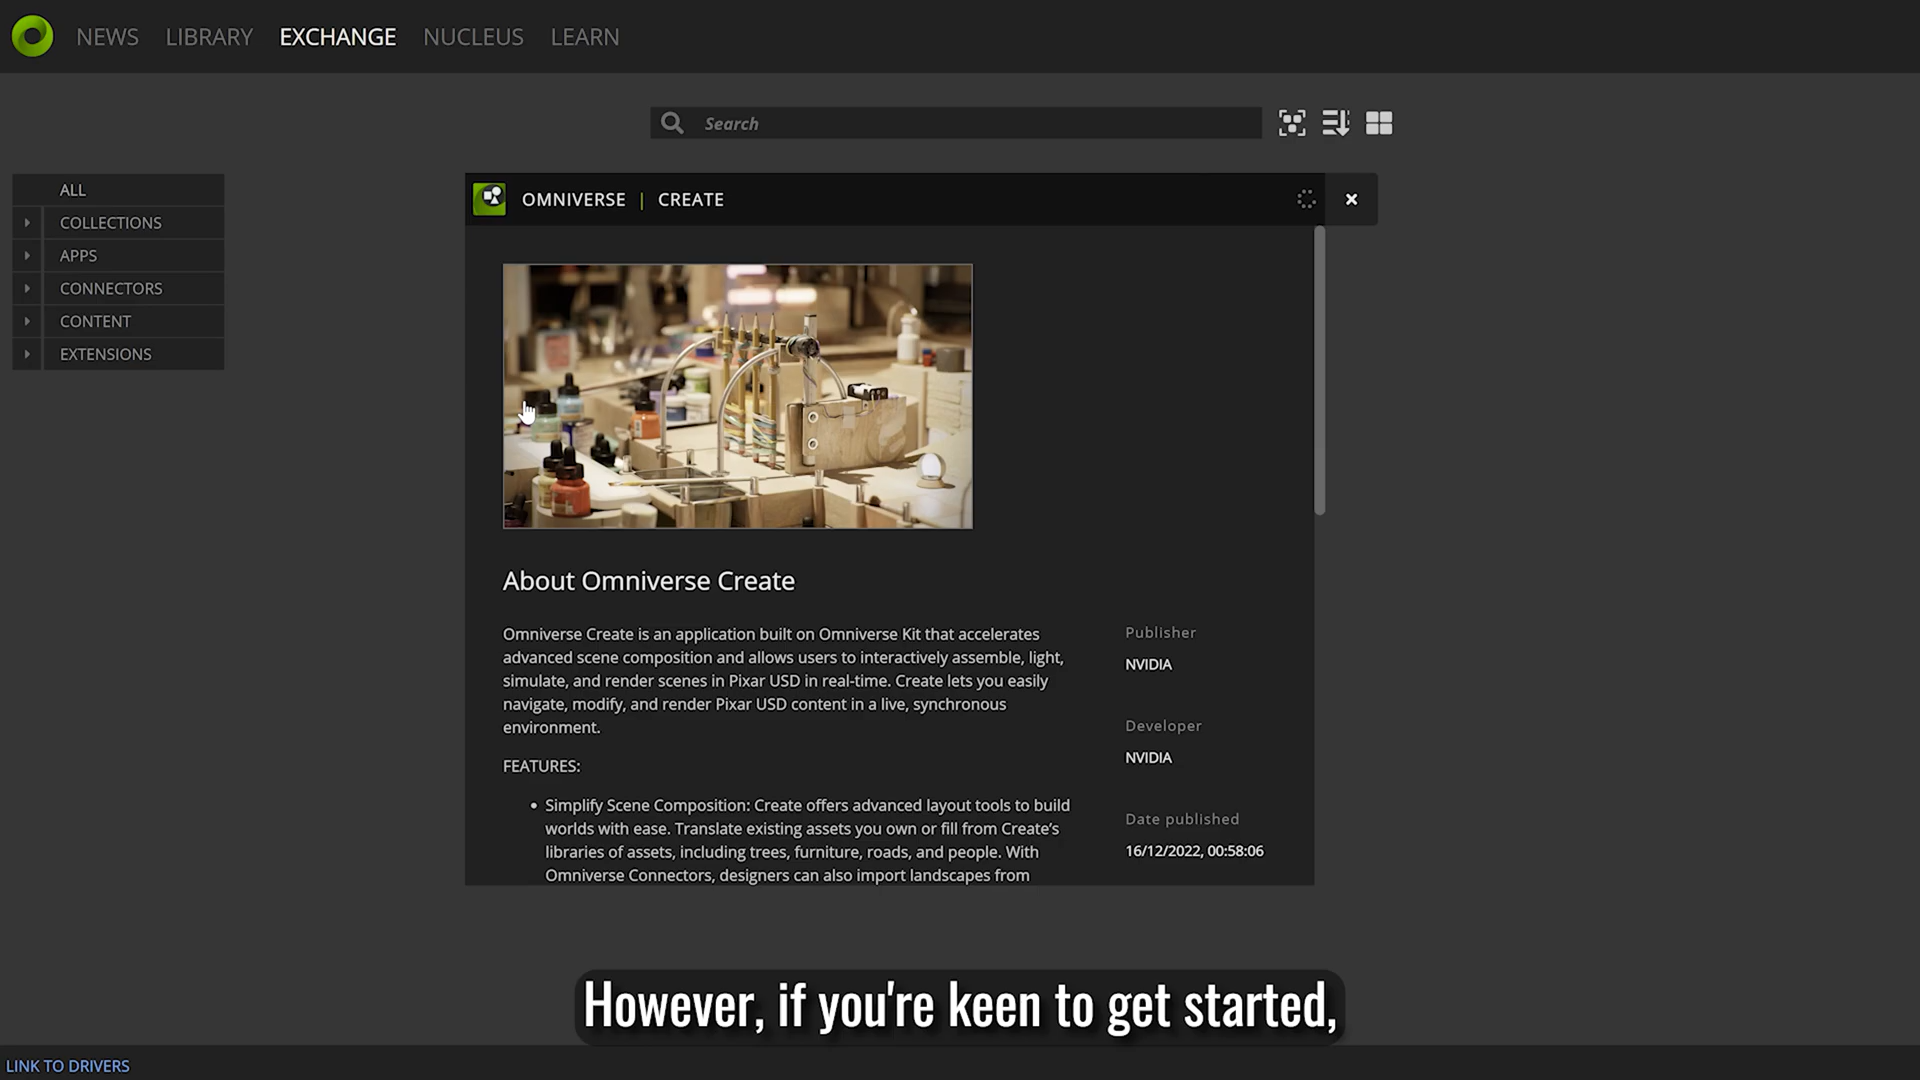 NEWS LIBRARY EXCHANGE NUCLEUS LEARN
Search
ALL
COLLECTIONS
APPS
CONNECTORS
CONTENT
EXTENSIONS
OMNIVERSE | CREATE
About Omniverse Create
Omniverse Create is an application built on Omniverse Kit that accelerates
advanced scene composition and allows users to interactively assemble, light,
simulate, and render scenes in Pixar USD in real-time. Create lets you easily
navigate, modify, and render Pixar USD content in a live, synchronous
environment.
FEATURES:
• Simplify Scene Composition: Create offers advanced layout tools to build
worlds with ease. Translate existing assets you own or fill from Create’s
libraries of assets, including trees, furniture, roads, and people. With
Omniverse Connectors, designers can also import landscapes from
Publisher
NVIDIA
Developer
NVIDIA
Date published
16/12/2022, 00:58:06
However, if you're keen to get started,
LINK TO DRIVERS